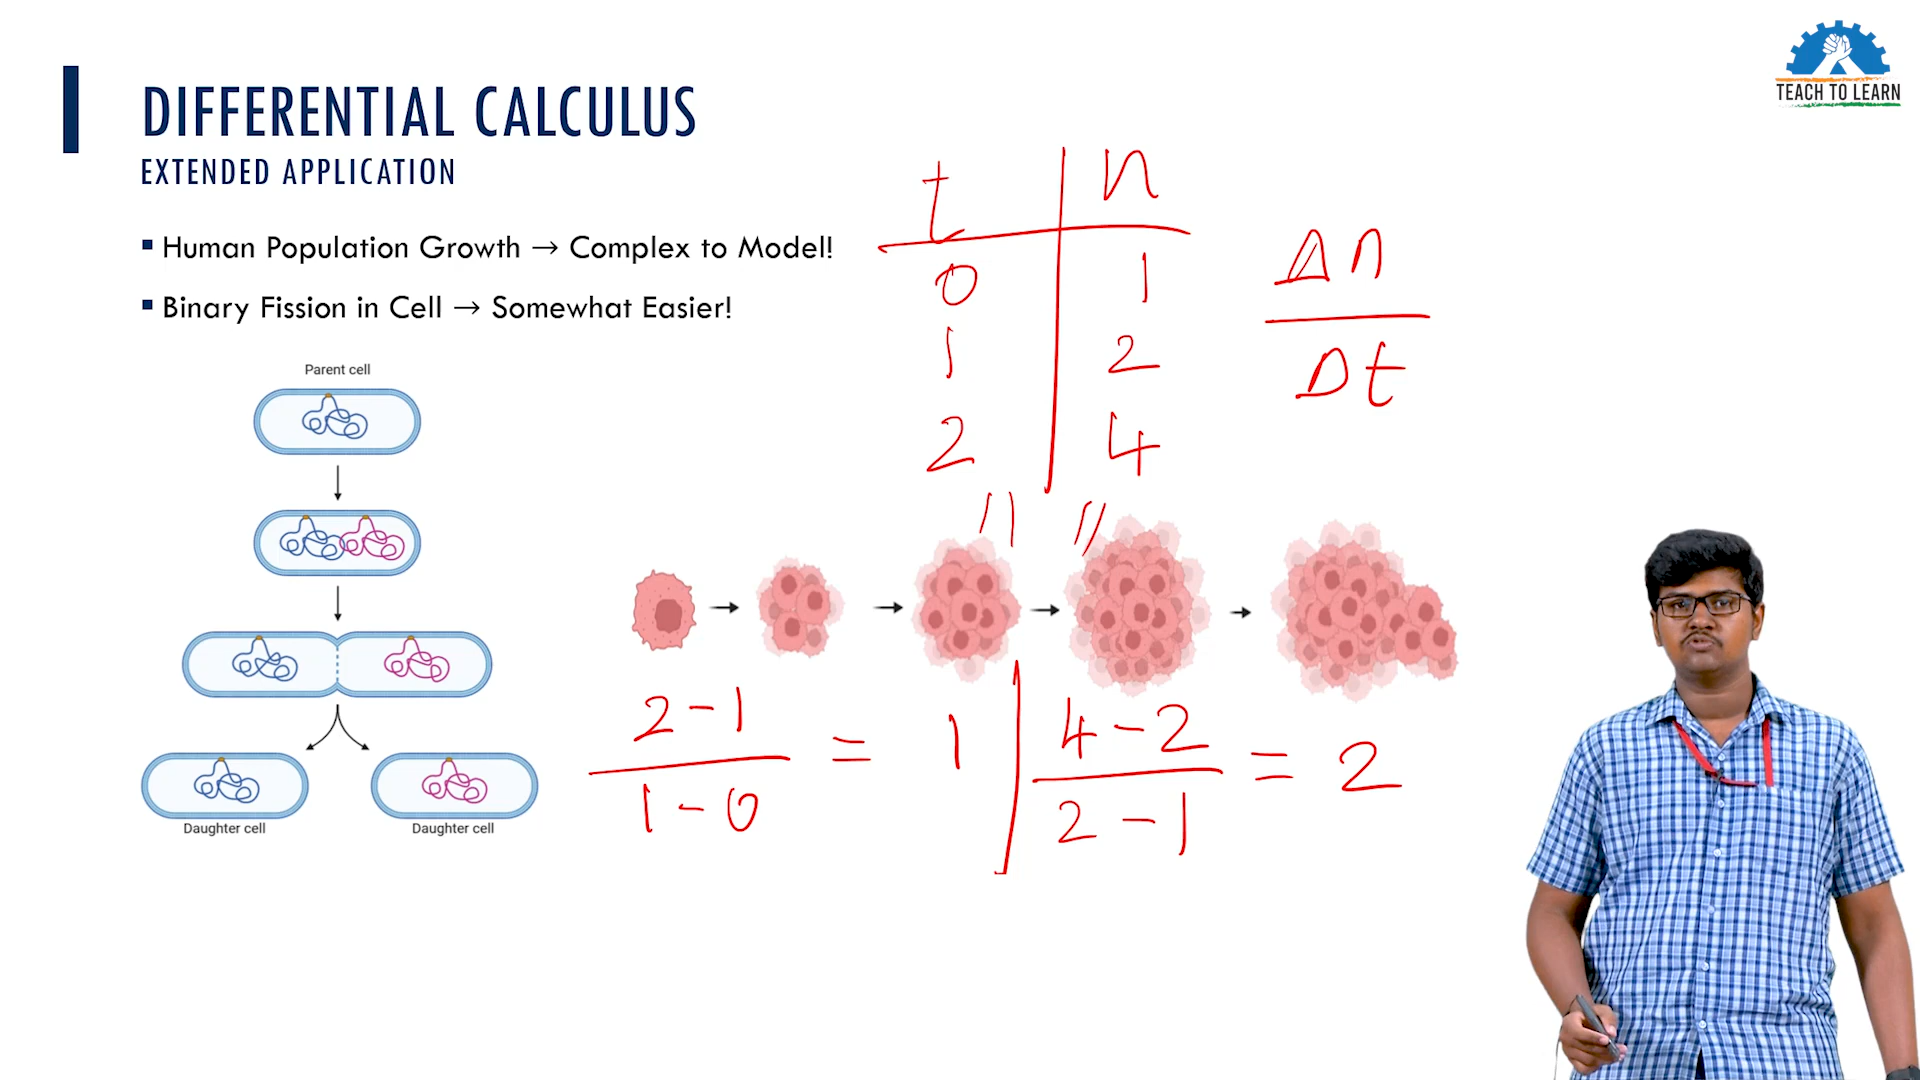 TEACH TO LEARN
DIFFERENTIAL CALCULUS
EXTENDED APPLICATION
▪ Human Population Growth → Complex to Model!
▪ Binary Fission in Cell → Somewhat Easier!
t n
0 1
1 2
2 4
Δn
Δt
Parent cell
Daughter cell
Daughter cell
2 - 1
1 - 0
= 1
4 - 2
2 - 1
= 2